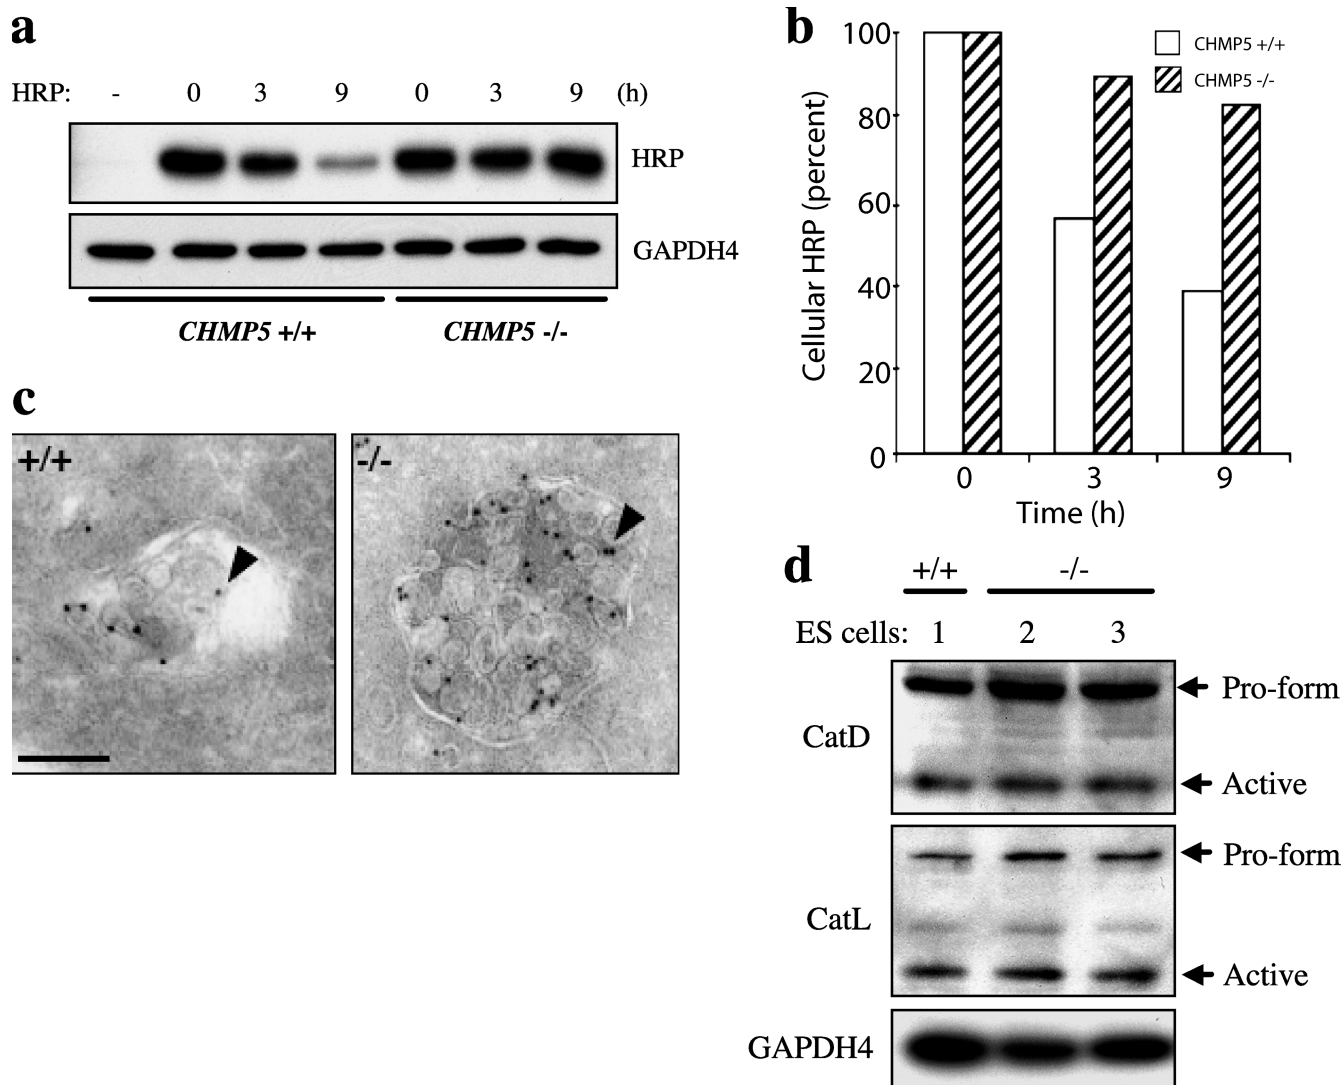 a
HRP: - 0 3 9 0 3 9 (h)
HRP
GAPDH4
CHMP5 +/+ CHMP5 -/-
b
100
80
60
40
20
0
Cellular HRP (percent)
CHMP5 +/+
CHMP5 -/-
0 3 9
Time (h)
c
+/+ -/-
d
+/+ -/-
ES cells: 1 2 3
CatD
Pro-form
Active
CatL
Pro-form
Active
GAPDH4